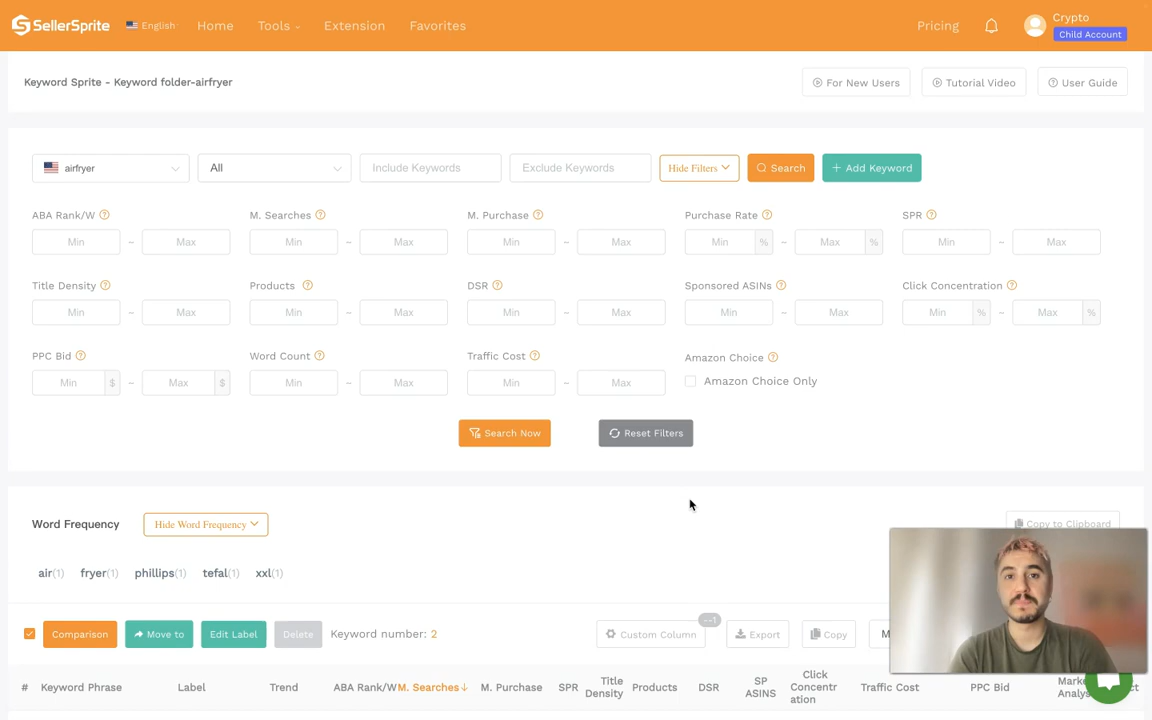 SellerSprite English Home Tools Extension Favorites Pricing Crypto
Child Account
Keyword Sprite - Keyword folder-airfryer For New Users Tutorial Video User Guide
airfryer All Include Keywords Exclude Keywords Hide Filters Search + Add Keyword
ABA Rank/W M. Searches M. Purchase Purchase Rate SPR
Min ~ Max Min ~ Max Min ~ Max Min % ~ Max % Min ~ Max
Title Density Products DSR Sponsored ASINs Click Concentration
Min ~ Max Min ~ Max Min ~ Max Min ~ Max Min % ~ Max %
PPC Bid Word Count Traffic Cost Amazon Choice
Min $ ~ Max $ Min ~ Max Min ~ Max Amazon Choice Only
Search Now Reset Filters
Word Frequency Hide Word Frequency Copy to Clipboard
air(1) fryer(1) phillips(1) tefal(1) xxl(1)
Comparison Move to Edit Label Delete Keyword number: 2 Custom Column --1 Export Copy M
# Keyword Phrase Label Trend ABA Rank/W M. Searches M. Purchase SPR Title Density Products DSR SP ASINS Click Concentr ation Traffic Cost PPC Bid